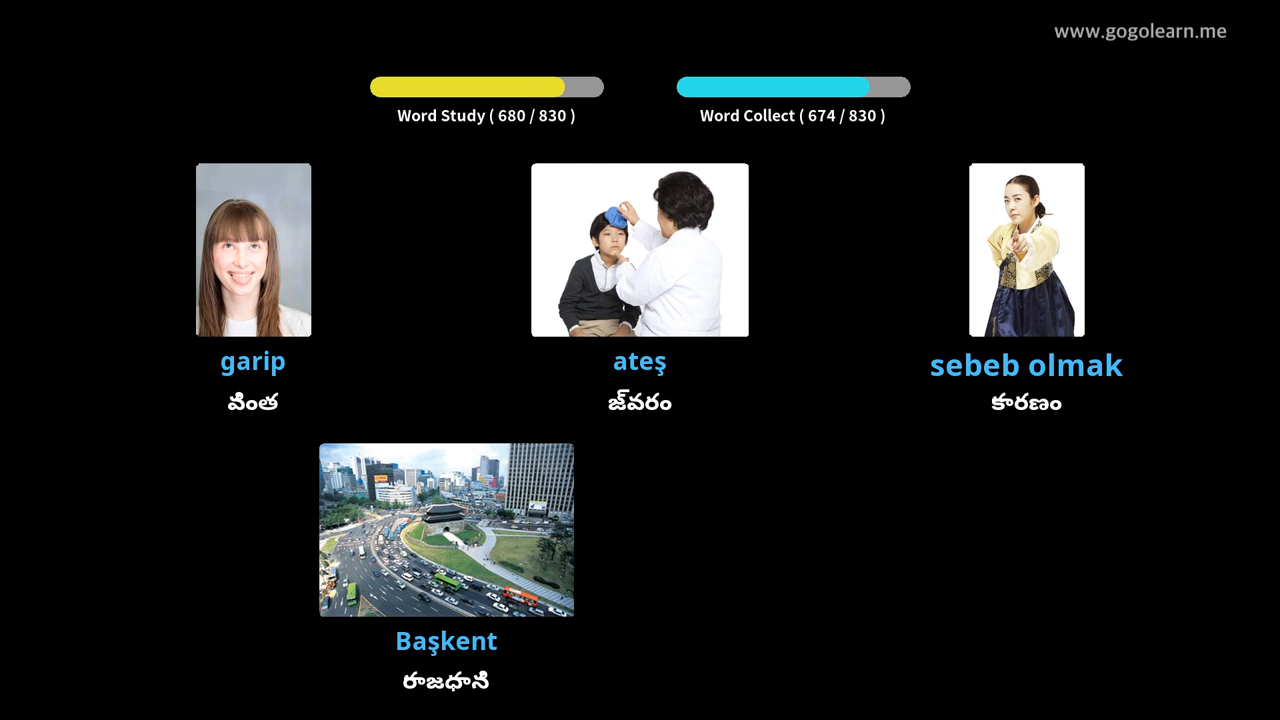 www.gogolearn.me
Word Study ( 680 / 830 )
Word Collect ( 674 / 830 )
garip
ateş
sebeb olmak
వింత
జ్‌వరం
కారణం
Başkent
రాజధాని